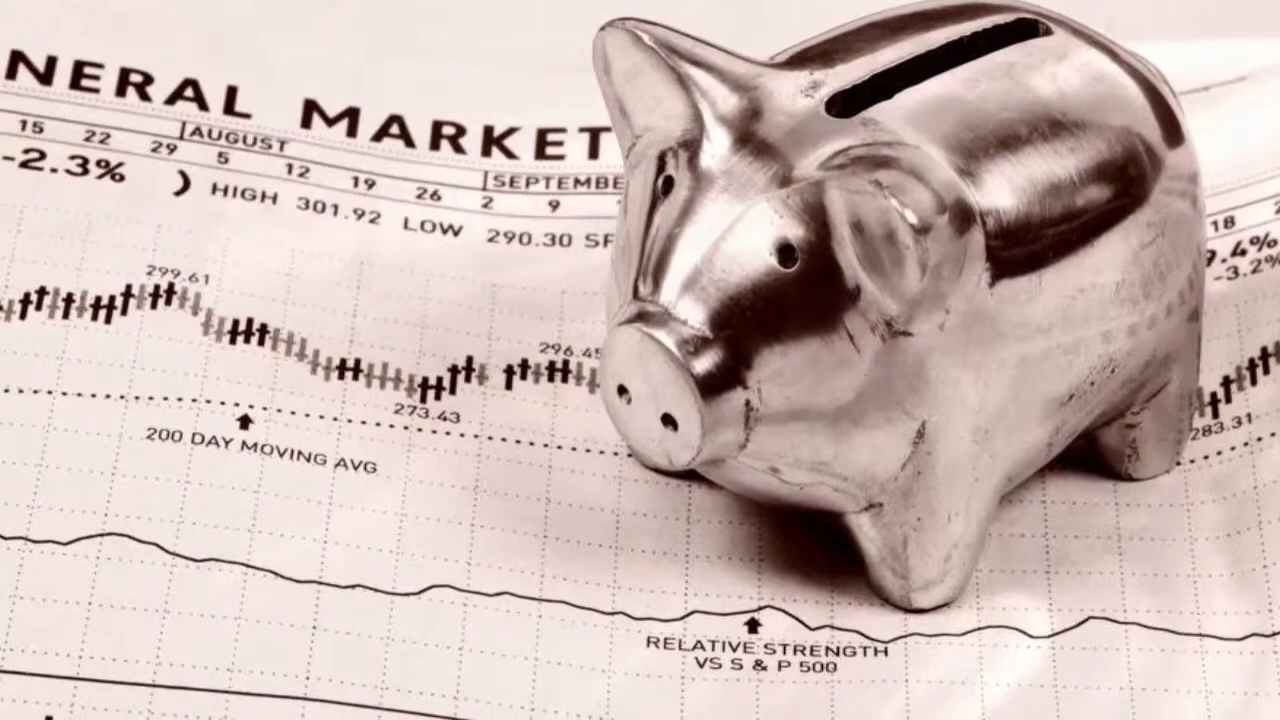 NERAL MARKET
15 22 29 AUGUST 5 12 19 26 SEPTEMBE 2 9 18
-2.3% HIGH 301.92 LOW 290.30 SF
.4%
-3.2%
299.61
296.45
273.43
283.31
200 DAY MOVING AVG
RELATIVE STRENGTH
VS S & P 500